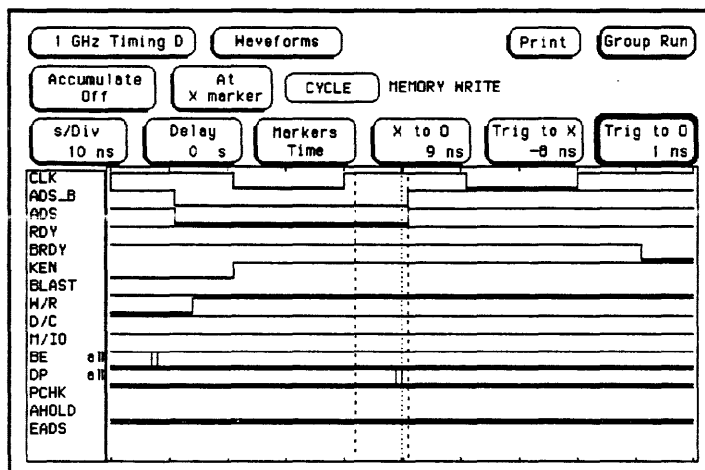 1 GHz Timing D Waveforms Print Group Run
Accumulate Off At X marker CYCLE MEMORY WRITE
s/Div 10 ns Delay 0 s Markers Time X to O 9 ns Trig to X -8 ns Trig to O 1 ns
CLK
ADS_B
ADS
RDY
BRDY
KEN
BLAST
W/R
D/C
M/IO
BE all
DP all
PCHK
AHOLD
EADS